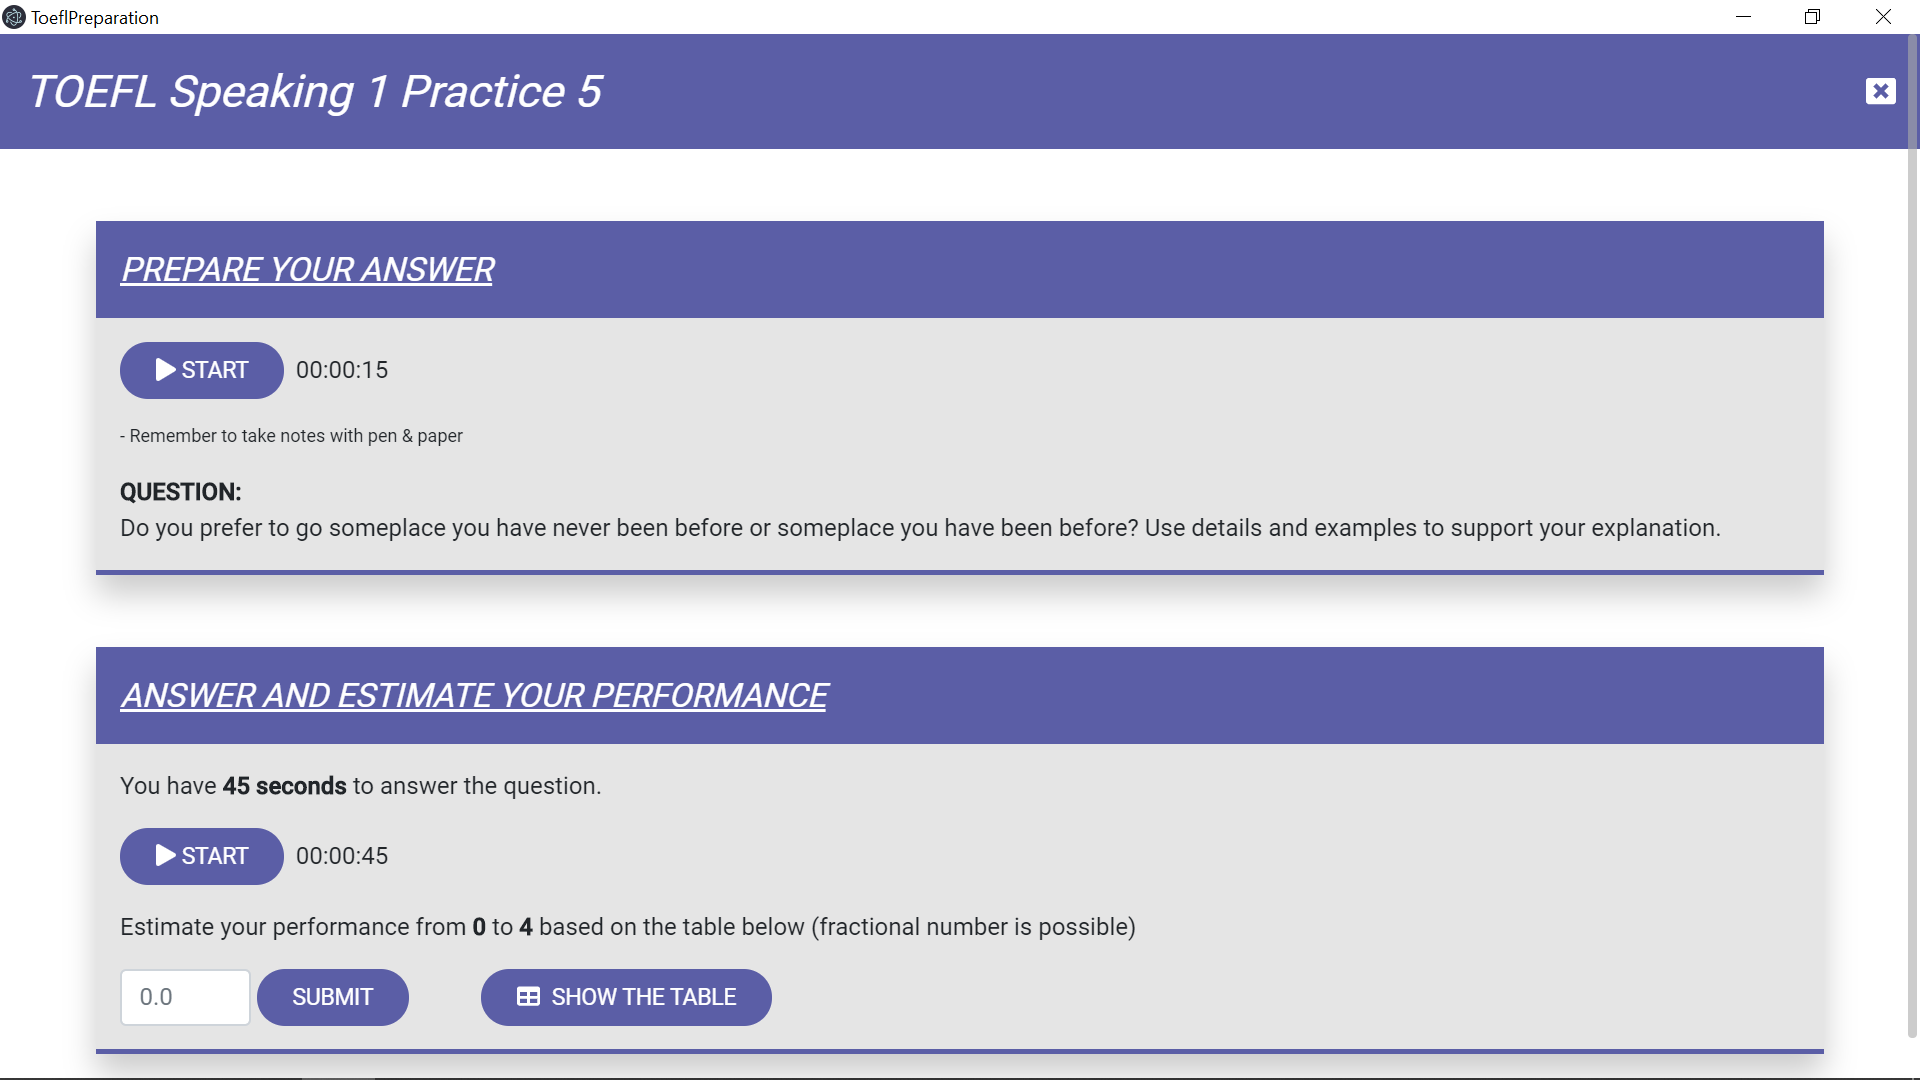 ToeflPreparation
TOEFL Speaking 1 Practice 5
PREPARE YOUR ANSWER
START 00:00:15
- Remember to take notes with pen & paper
QUESTION:
Do you prefer to go someplace you have never been before or someplace you have been before? Use details and examples to support your explanation.
ANSWER AND ESTIMATE YOUR PERFORMANCE
You have 45 seconds to answer the question.
START 00:00:45
Estimate your performance from 0 to 4 based on the table below (fractional number is possible)
0.0 SUBMIT SHOW THE TABLE